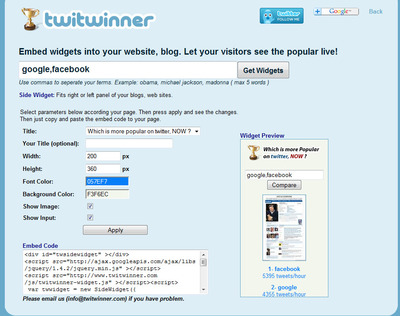 twitwinner
twitter
FOLLOW ME
+ Google+
Back
Embed widgets into your website, blog. Let your visitors see the popular live!
google,facebook
Get Widgets
Use commas to seperate your terms. Example: obama, michael jackson, madonna ( max 5 words )
Side Widget: Fits right or left panel of your blogs, web sites.
Select parameters below according your page. Then press apply and see the changes.
Then just copy and paste the embed code to your page.
Title: Which is more popular on twitter, NOW ?
Your Title (optional):
Width: 200 px
Height: 360 px
Font Color: 057EF7
Background Color: F3F6EC
Show Image:
Show Input:
Apply
Embed Code
<div id="twsidewidget" ></div>
<script src="http://ajax.googleapis.com/ajax/libs
/jquery/1.4.2/jquery.min.js" ></script>
<script src="http://www.twitwinner.com
/js/twitwinner-widget.js" ></script>
var twwidget = new SideWidget({
Please email us (info@twitwinner.com) if you have problem.
Widget Preview
Which is more Popular
on twitter, NOW ?
google,facebook
Compare
1- facebook
5395 tweets/hour
2- google
4355 tweets/hour